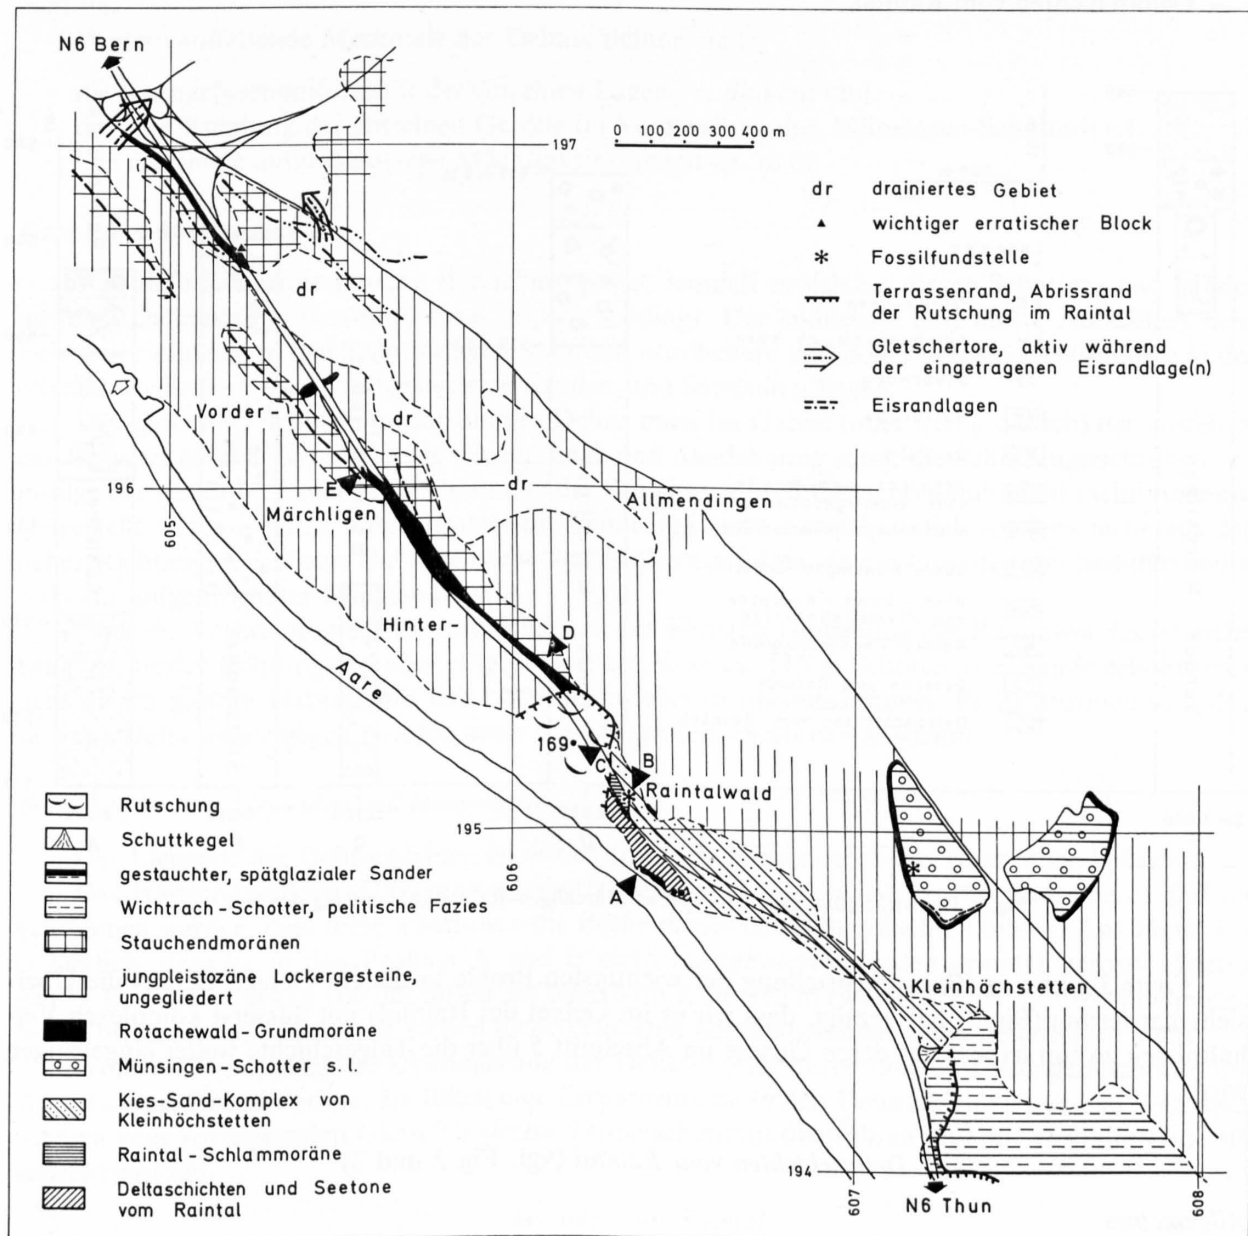 N6 Bern
197
0 100 200 300 400 m
dr drainiertes Gebiet
wichtiger erratischer Block
Fossilfundstelle
Terrassenrand, Abrissrand
der Rutschung im Raintal
Gletschertore, aktiv während
der eingetragenen Eisrandlage(n)
Eisrandlagen
dr
Vorder-
dr
dr
196
E
Märchligen
Allmendingen
605
Hinter-
D
Aare
169
C
B
Raintalwald
195
606
A
Kleinhöchstetten
194
607
N6 Thun
608
Rutschung
Schuttkegel
gestauchter, spätglazialer Sander
Wichtrach-Schotter, pelitische Fazies
Stauchendmoränen
jungpleistozäne Lockergesteine,
ungegliedert
Rotachewald-Grundmoräne
Münsingen-Schotter s. l.
Kies-Sand-Komplex von
Kleinhöchstetten
Raintal-Schlammoräne
Deltaschichten und Seetone
vom Raintal